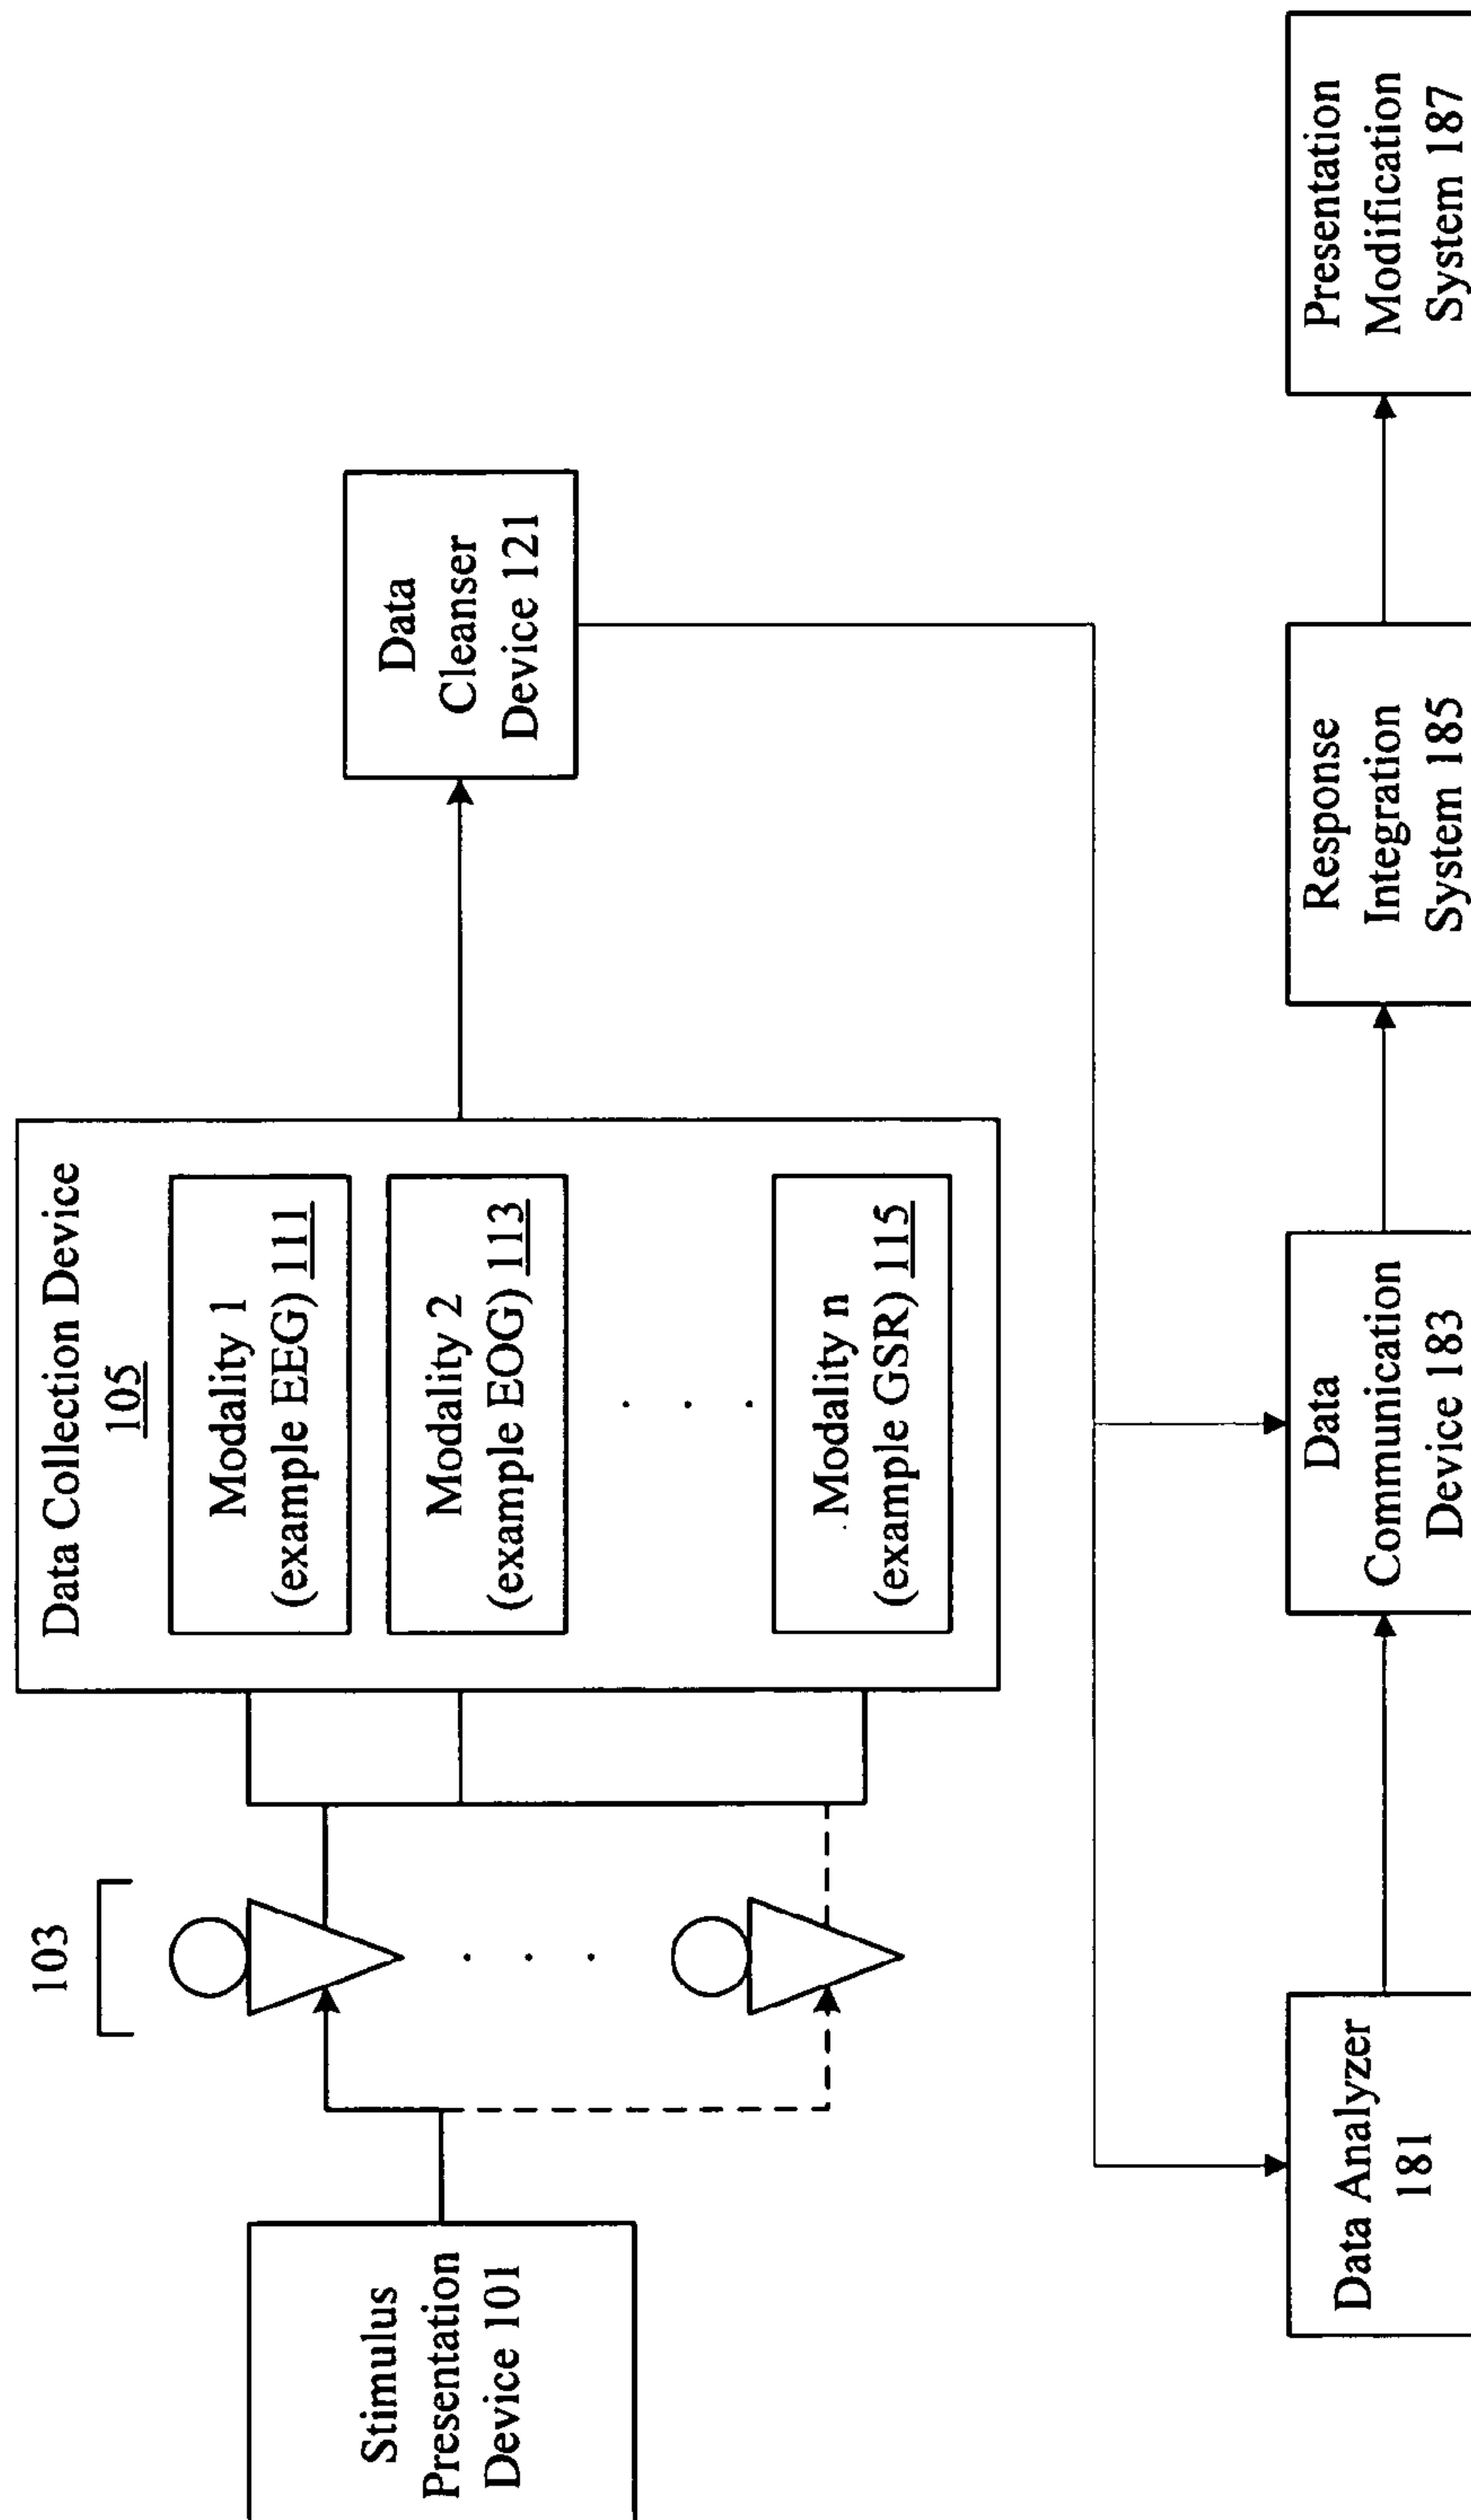 Stimulus
Presentation
Device 101
103
Data Collection Device
105
Modality 1
(example EEG) 111
Modality 2
(example EOG) 113
Modality n
(example GSR) 115
Data
Cleanser
Device 121
Data Analyzer
181
Data
Communication
Device 183
Response
Integration
System 185
Presentation
Modification
System 187